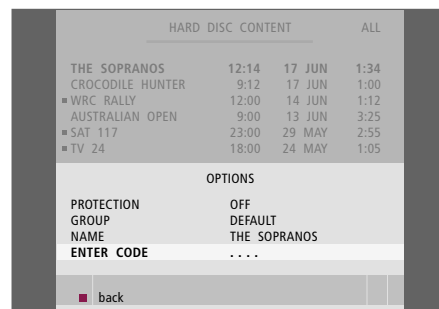 HARD DISC CONTENT ALL
THE SOPRANOS 12:14 17 JUN 1:34
CROCODILE HUNTER 9:12 17 JUN 1:00
WRC RALLY 12:00 14 JUN 1:12
AUSTRALIAN OPEN 9:00 13 JUN 3:25
SAT 117 23:00 29 MAY 2:55
TV 24 18:00 24 MAY 1:05
OPTIONS
PROTECTION OFF
GROUP DEFAULT
NAME THE SOPRANOS
ENTER CODE . . . .
back